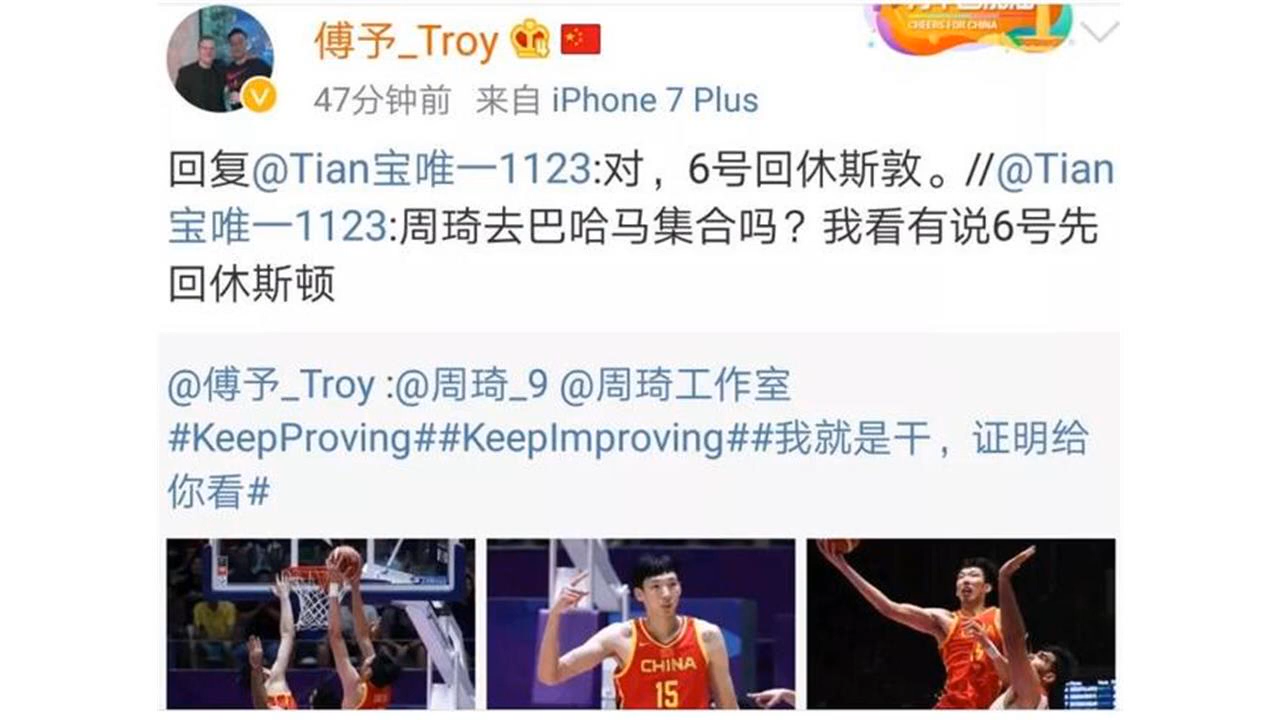 傅予_Troy
CHEERS FOR CHINA
47分钟前 来自 iPhone 7 Plus
回复@Tian宝唯一1123:对，6号回休斯敦。//@Tian
宝唯一1123:周琦去巴哈马集合吗？我看有说6号先
回休斯顿
@傅予_Troy :@周琦_9 @周琦工作室
#KeepProving##KeepImproving##我就是干，证明给
你看#
CHINA
15